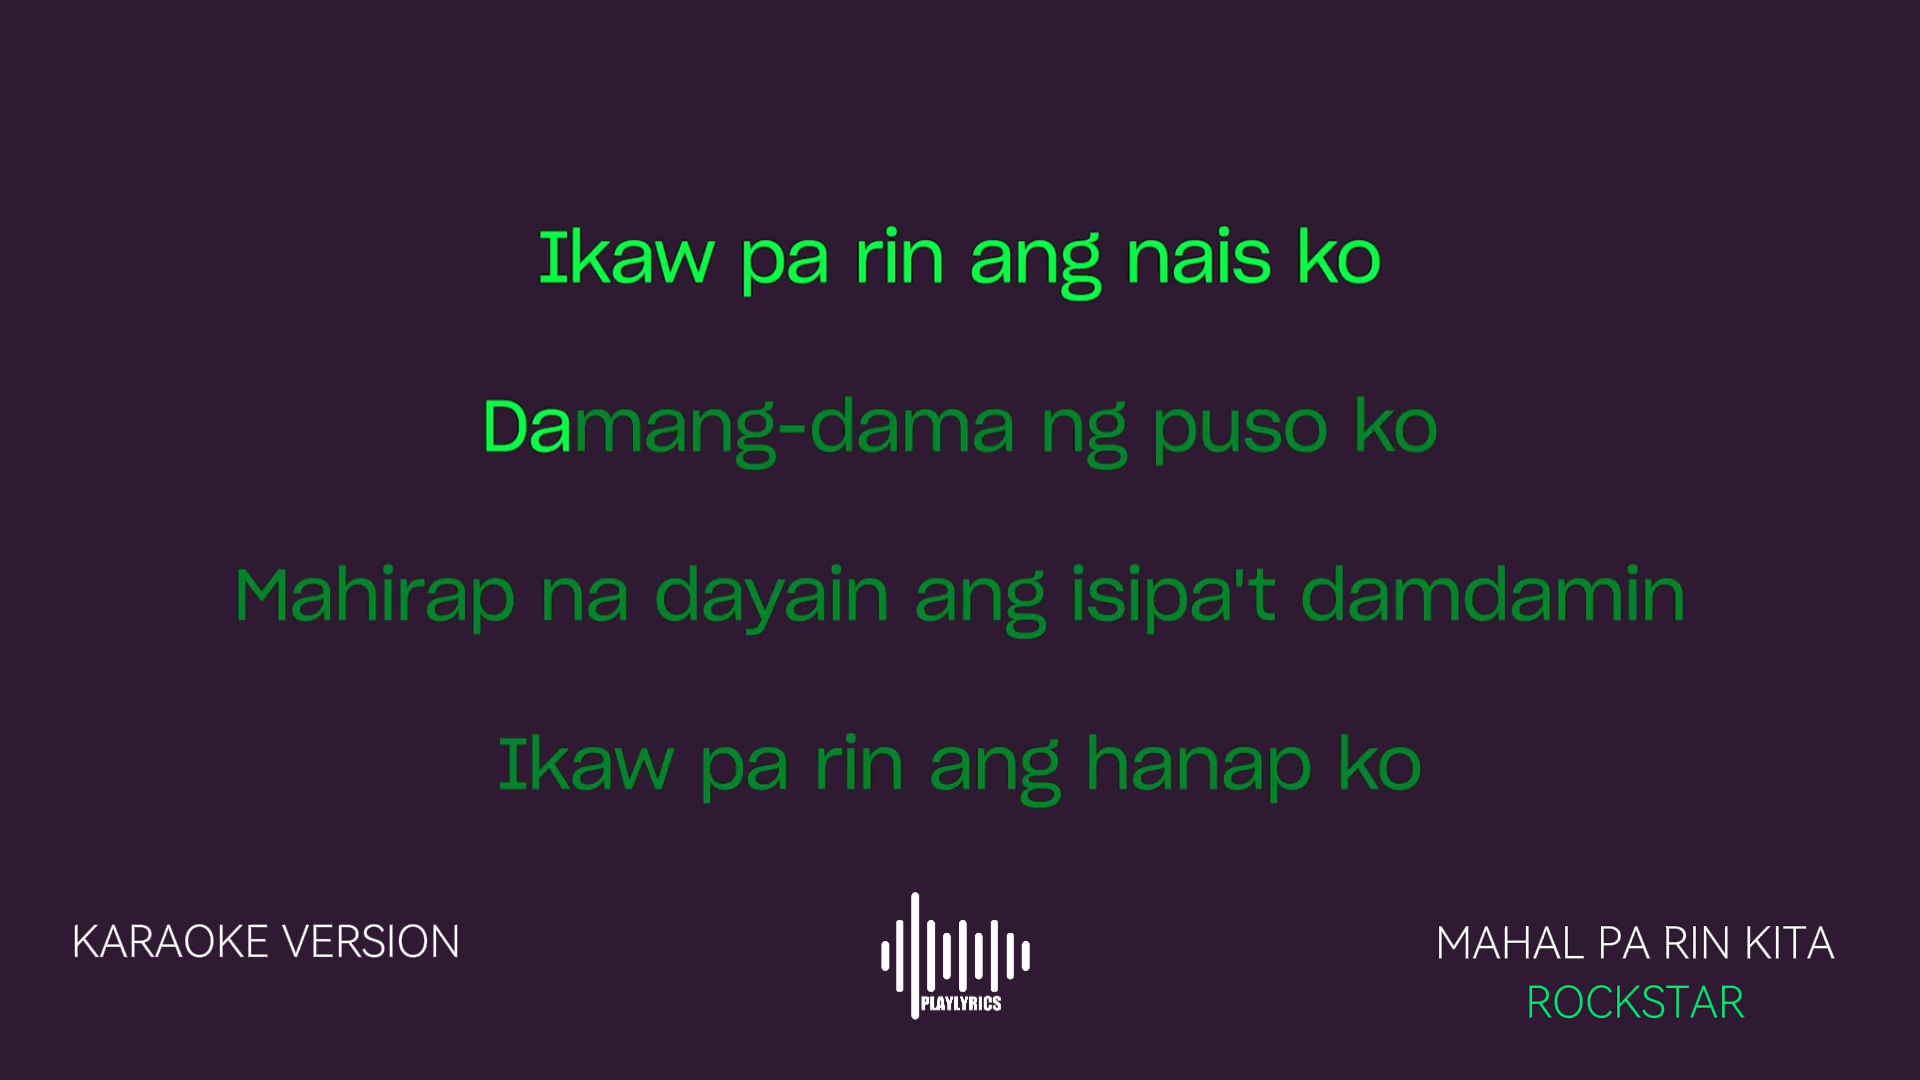 Ikaw pa rin ang nais ko
Damang-dama ng puso ko
Mahirap na dayain ang isipa't damdamin
Ikaw pa rin ang hanap ko
KARAOKE VERSION
PLAYLYRICS
MAHAL PA RIN KITA
ROCKSTAR